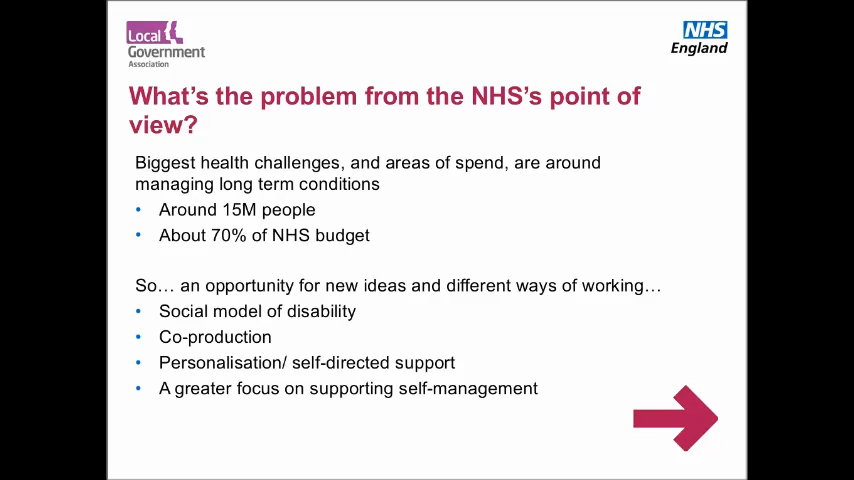 Local
Government
Association
NHS
England
What's the problem from the NHS's point of
view?
Biggest health challenges, and areas of spend, are around
managing long term conditions
• Around 15M people
• About 70% of NHS budget
So… an opportunity for new ideas and different ways of working…
• Social model of disability
• Co-production
• Personalisation/ self-directed support
• A greater focus on supporting self-management